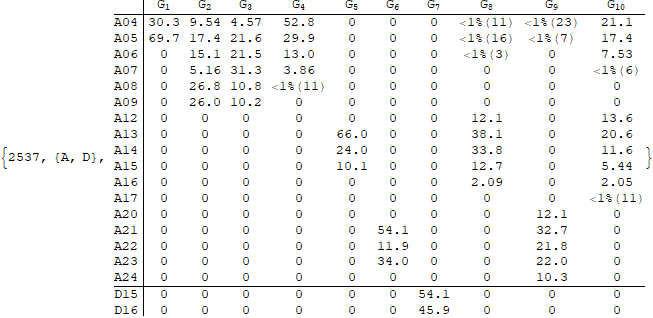 G₁ G₂ G₃ G₄ G₅ G₆ G₇ G₈ G₉ G₁₀
A04 30.3 9.54 4.57 52.8 0 0 0 <1%(11) <1%(23) 21.1
A05 69.7 17.4 21.6 29.9 0 0 0 <1%(16) <1%(7) 17.4
A06 0 15.1 21.5 13.0 0 0 0 <1%(3) 0 7.53
A07 0 5.16 31.3 3.86 0 0 0 0 0 <1%(6)
A08 0 26.8 10.8 <1%(11) 0 0 0 0 0 0
A09 0 26.0 10.2 0 0 0 0 0 0 0
A12 0 0 0 0 0 0 0 12.1 0 13.6
A13 0 0 0 0 66.0 0 0 38.1 0 20.6
{2537, {A, D}, A14 0 0 0 0 24.0 0 0 33.8 0 11.6 }
A15 0 0 0 0 10.1 0 0 12.7 0 5.44
A16 0 0 0 0 0 0 0 2.09 0 2.05
A17 0 0 0 0 0 0 0 0 0 <1%(11)
A20 0 0 0 0 0 0 0 0 12.1 0
A21 0 0 0 0 0 54.1 0 0 32.7 0
A22 0 0 0 0 0 11.9 0 0 21.8 0
A23 0 0 0 0 0 34.0 0 0 22.0 0
A24 0 0 0 0 0 0 0 0 10.3 0
D15 0 0 0 0 0 0 54.1 0 0 0
D16 0 0 0 0 0 0 45.9 0 0 0